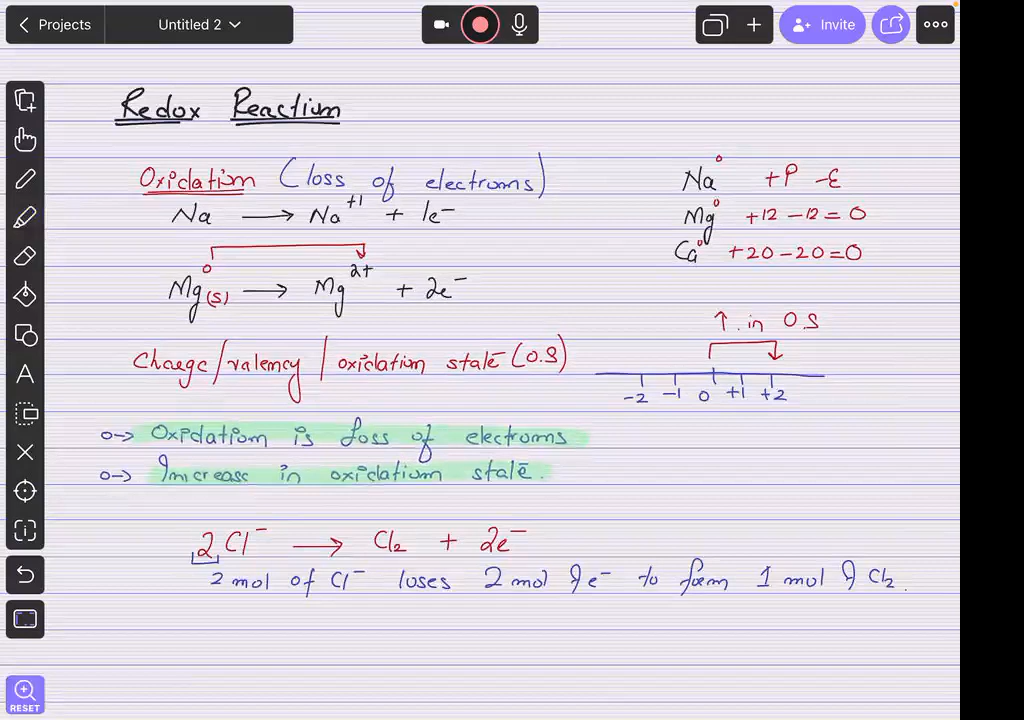 Projects
Untitled 2
Invite
Redox Reaction
Oxidation (loss of electrons)
Na → Na⁺¹ + 1e⁻
Mg⁰(s) → Mg²⁺ + 2e⁻
Na⁰ +P -E
Mg⁰ +12 -12 = 0
Ca⁰ +20 -20 = 0
↑ in O.S
-2 -1 0 +1 +2
Charge/valency / oxidation state (O.S)
Oxidation is loss of electrons
Increase in oxidation state.
2Cl⁻ → Cl₂ + 2e⁻
2 mol of Cl⁻ loses 2 mol of e⁻ to form 1 mol of Cl₂.
RESET